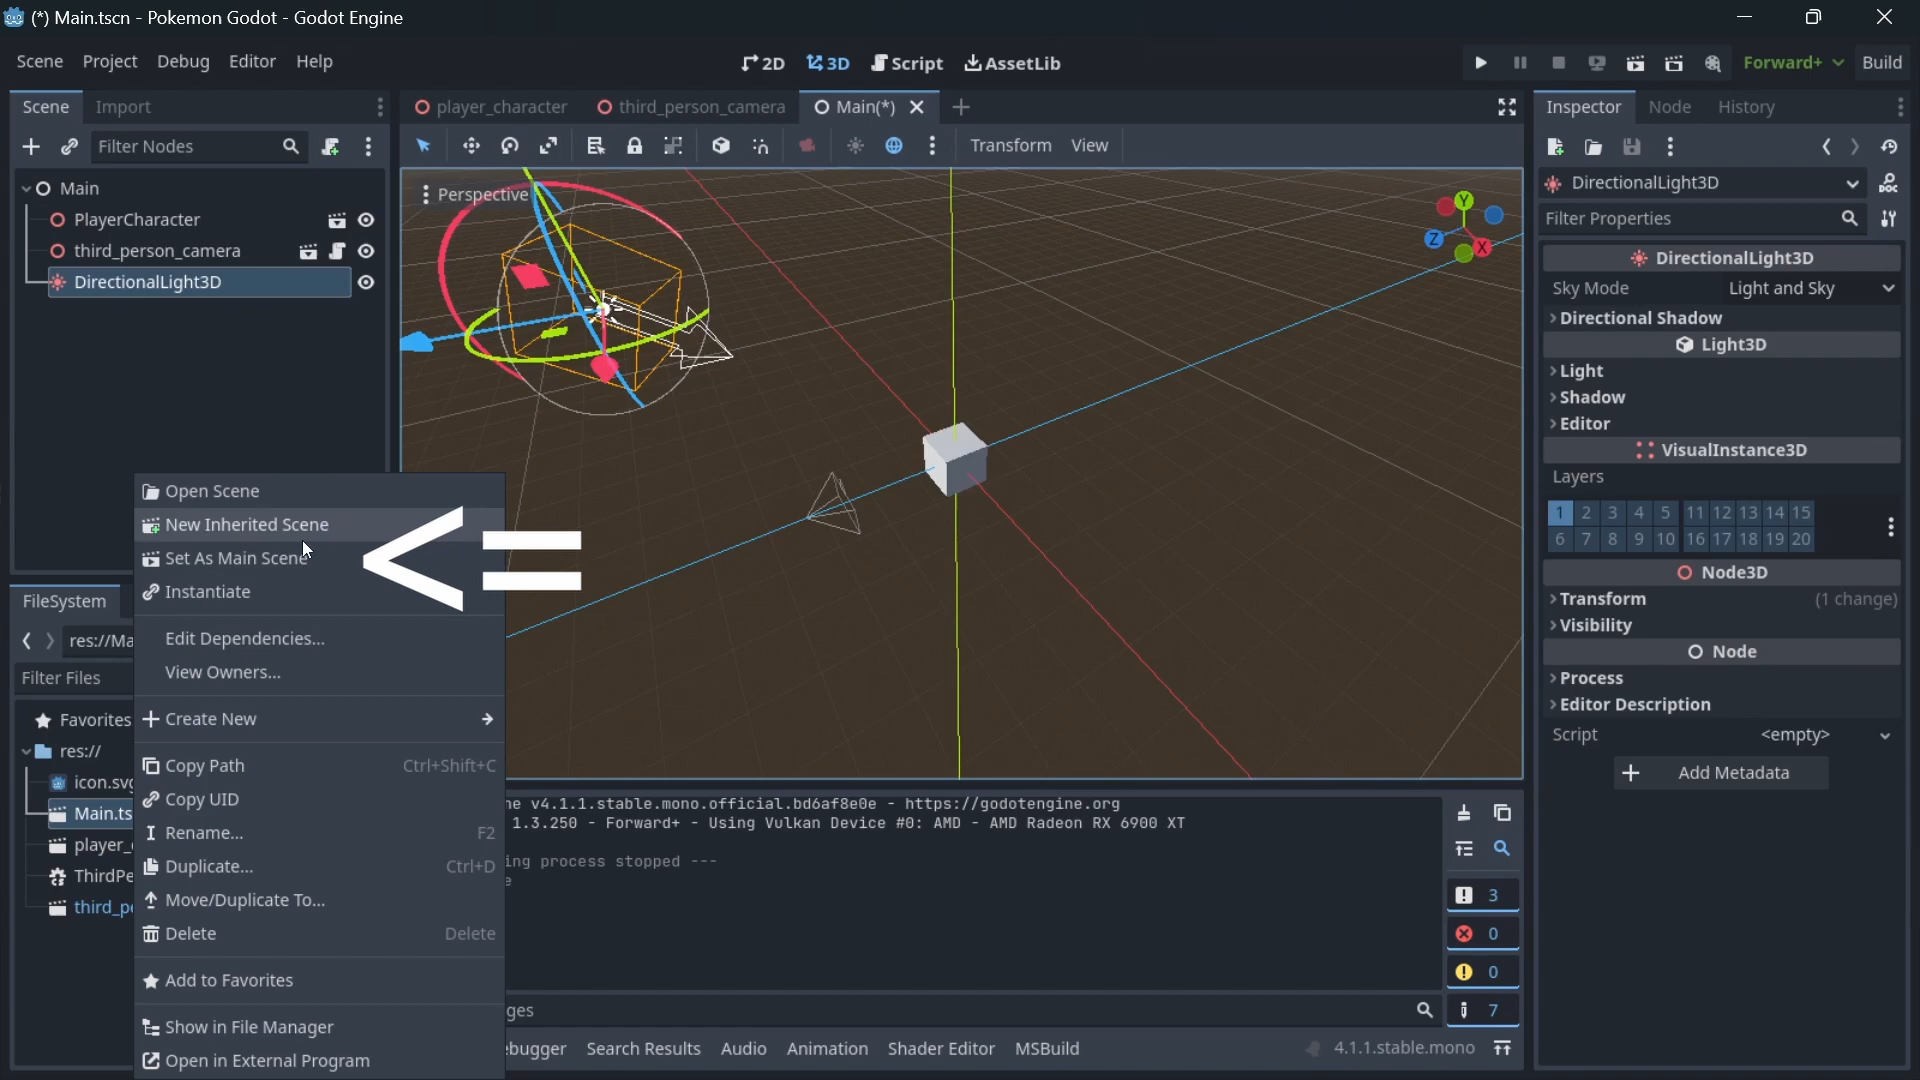 (*) Main.tscn - Pokemon Godot - Godot Engine
Scene Project Debug Editor Help
2D 3D Script AssetLib
Forward+ Build
Scene Import
player_character third_person_camera Main(*)
Inspector Node History
Filter Nodes
Transform View
Main
PlayerCharacter
third_person_camera
DirectionalLight3D
Perspective
Y
Z
X
DirectionalLight3D
Filter Properties
DirectionalLight3D
Sky Mode Light and Sky
Directional Shadow
Light3D
Light
Shadow
Editor
VisualInstance3D
Layers
1 2 3 4 5 11 12 13 14 15
6 7 8 9 10 16 17 18 19 20
Node3D
Transform (1 change)
Visibility
Node
Process
Editor Description
Script <empty>
Add Metadata
Open Scene
New Inherited Scene
Set As Main Scene
<=
Instantiate
Edit Dependencies...
View Owners...
Create New
Copy Path Ctrl+Shift+C
Copy UID
Rename... F2
Duplicate... Ctrl+D
Move/Duplicate To...
Delete Delete
Add to Favorites
Show in File Manager
Open in External Program
FileSystem
res://Ma
Filter Files
Favorites
res://
icon.svg
Main.ts
player_
ThirdPe
third_pe
ne v4.1.1.stable.mono.official.bd6af8e0e - https://godotengine.org
1.3.250 - Forward+ - Using Vulkan Device #0: AMD - AMD Radeon RX 6900 XT
ing process stopped ---
e
3
0
0
7
ges
ebugger Search Results Audio Animation Shader Editor MSBuild
4.1.1.stable.mono